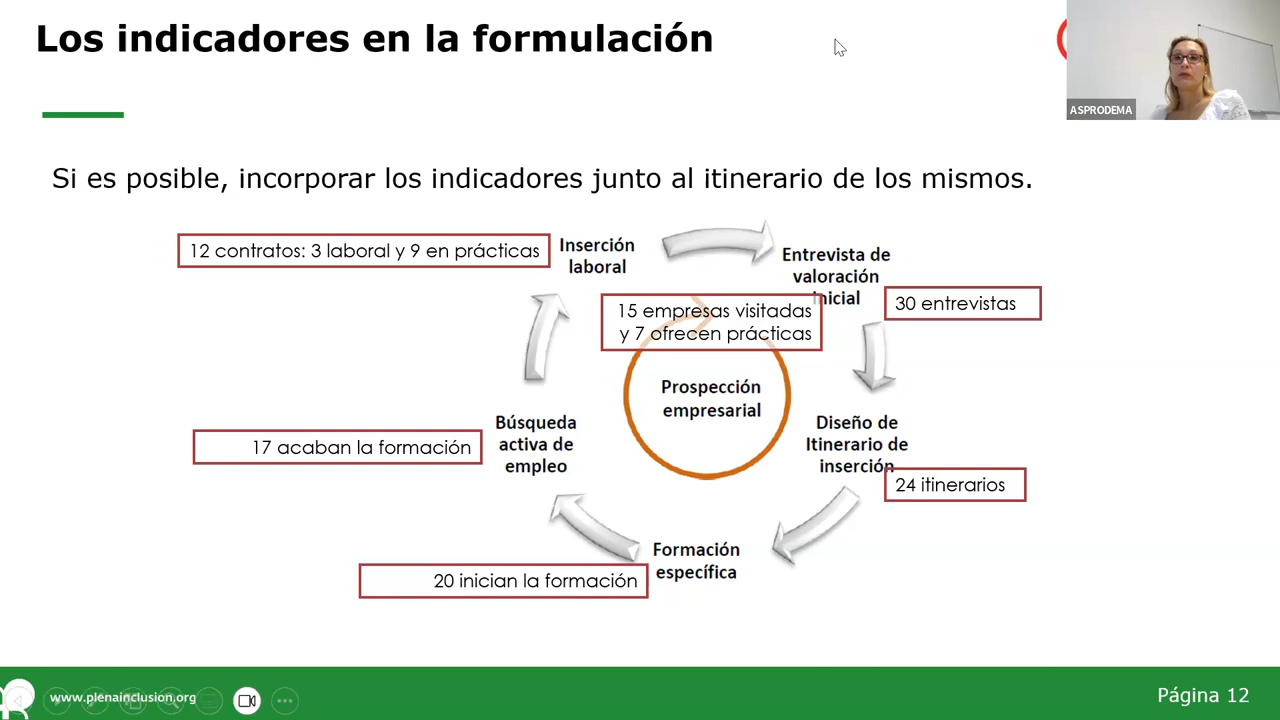 Los indicadores en la formulación
ASPRODEMA
Si es posible, incorporar los indicadores junto al itinerario de los mismos.
12 contratos: 3 laboral y 9 en prácticas
Inserción
laboral
Entrevista de
valoración
inicial
30 entrevistas
15 empresas visitadas
y 7 ofrecen prácticas
Prospección
empresarial
Búsqueda
activa de
empleo
17 acaban la formación
Diseño de
Itinerario de
inserción
24 itinerarios
Formación
específica
20 inician la formación
www.plenainclusion.org
Página 12